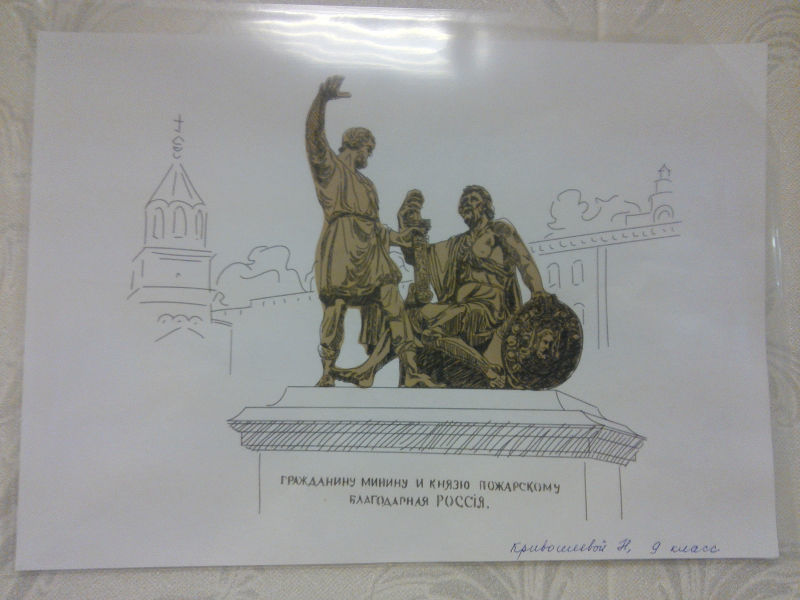 ГРАЖДАНИНУ МИНИНУ И КНЯЗЮ ПОЖАРСКОМУ
БЛАГОДАРНАЯ РОССІЯ.
Кривошеевой Н, 9 класс